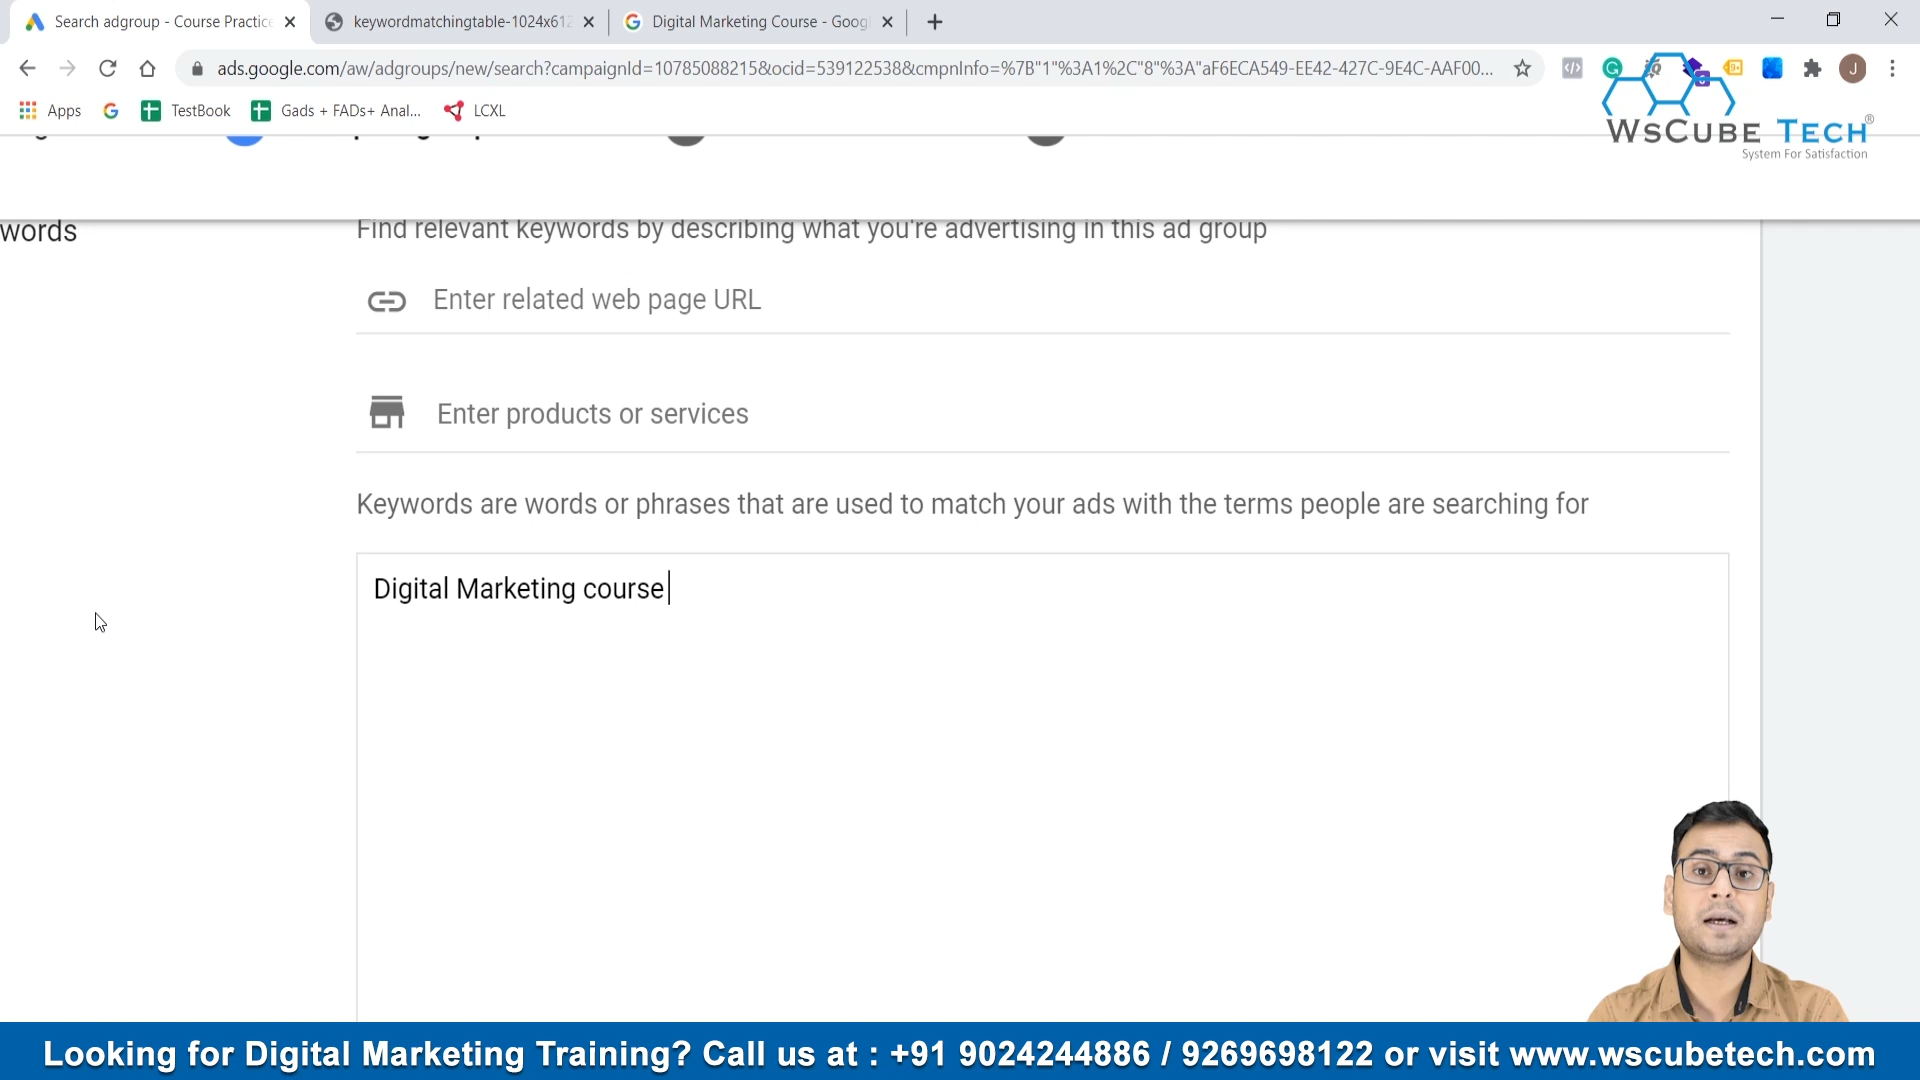 Search adgroup - Course Practice
keywordmatchingtable-1024x612
Digital Marketing Course - Googl
ads.google.com/aw/adgroups/new/search?campaignId=10785088215&ocid=539122538&cmpnInfo=%7B"1"%3A1%2C"8"%3A"aF6ECA549-EE42-427C-9E4C-AAF00...
J
Apps
TestBook
Gads + FADs+ Anal...
LCXL
WSCUBE TECH®
System For Satisfaction
words
Find relevant keywords by describing what you're advertising in this ad group
Enter related web page URL
Enter products or services
Keywords are words or phrases that are used to match your ads with the terms people are searching for
Digital Marketing course
Looking for Digital Marketing Training? Call us at : +91 9024244886 / 9269698122 or visit www.wscubetech.com